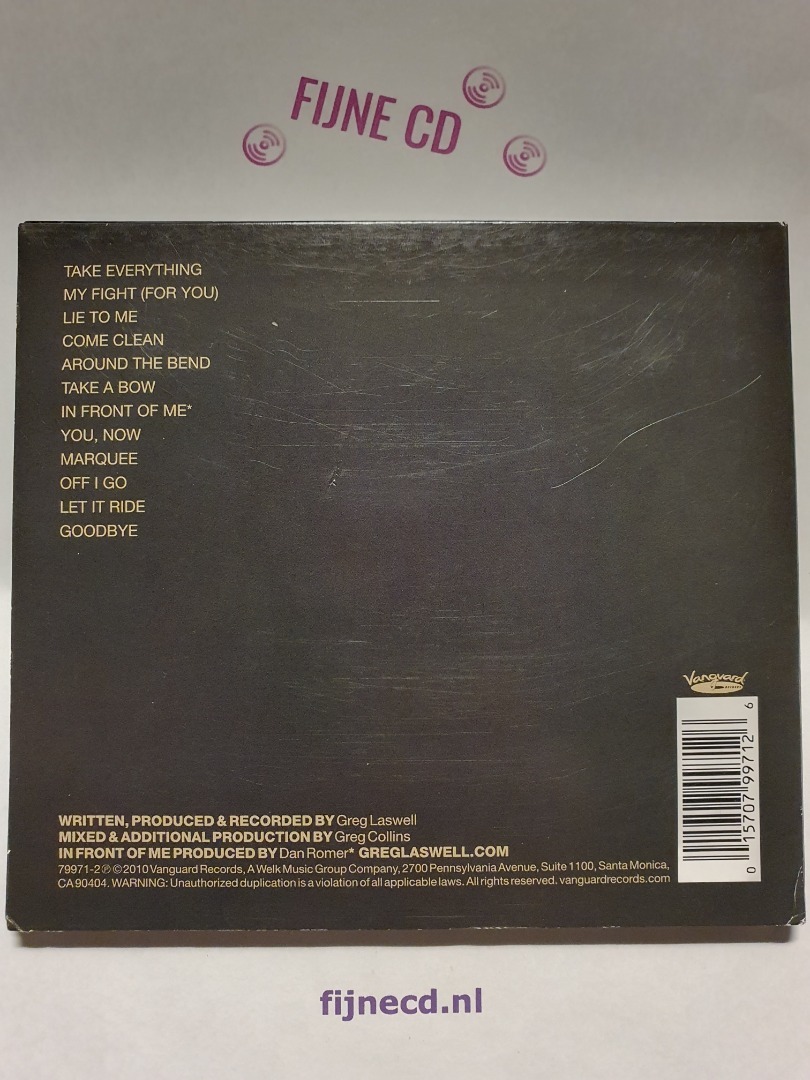 FIJNE CD
TAKE EVERYTHING
MY FIGHT (FOR YOU)
LIE TO ME
COME CLEAN
AROUND THE BEND
TAKE A BOW
IN FRONT OF ME*
YOU, NOW
MARQUEE
OFF I GO
LET IT RIDE
GOODBYE
Vanguard
RECORDS
0 15707 99712 6
WRITTEN, PRODUCED & RECORDED BY Greg Laswell
MIXED & ADDITIONAL PRODUCTION BY Greg Collins
IN FRONT OF ME PRODUCED BY Dan Romer* GREGLASWELL.COM
79971-2 ℗ © 2010 Vanguard Records, A Welk Music Group Company, 2700 Pennsylvania Avenue, Suite 1100, Santa Monica,
CA 90404. WARNING: Unauthorized duplication is a violation of all applicable laws. All rights reserved. vanguardrecords.com
fijnecd.nl